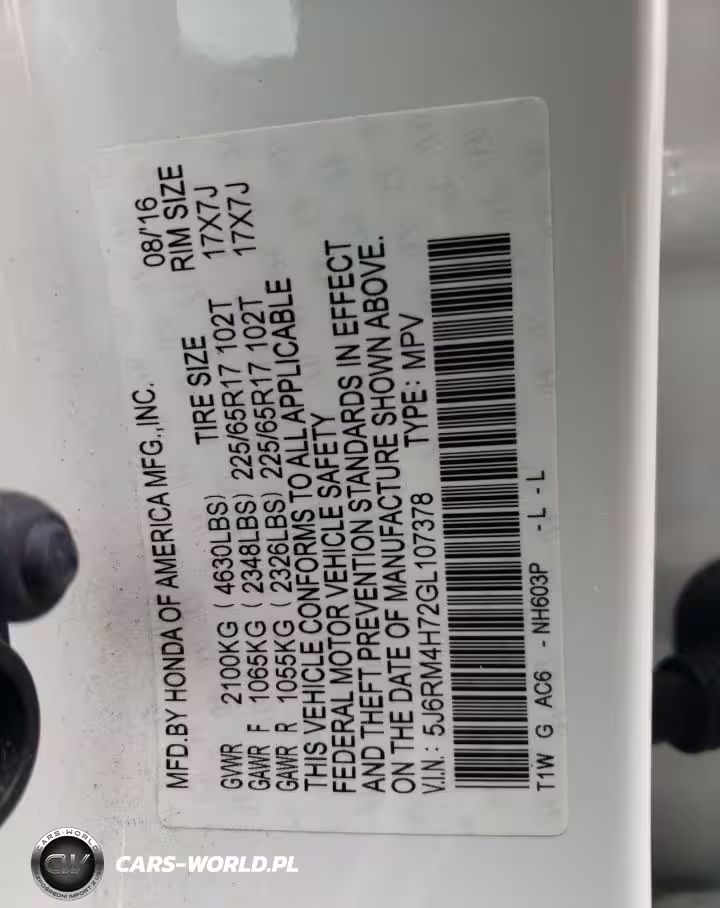 MFD.BY HONDA OF AMERICA MFG.,INC. 08/'16
TIRE SIZE RIM SIZE
GVWR 2100KG ( 4630LBS)
GAWR F 1065KG ( 2348LBS) 225/65R17 102T 17X7J
GAWR R 1055KG ( 2326LBS) 225/65R17 102T 17X7J
THIS VEHICLE CONFORMS TO ALL APPLICABLE
FEDERAL MOTOR VEHICLE SAFETY
AND THEFT PREVENTION STANDARDS IN EFFECT
ON THE DATE OF MANUFACTURE SHOWN ABOVE.
V.I.N.: 5J6RM4H72GL107378 TYPE: MPV
T1W G AC6 - NH603P - L - L
CARS-WORLD
CW
CARS-WORLD.PL